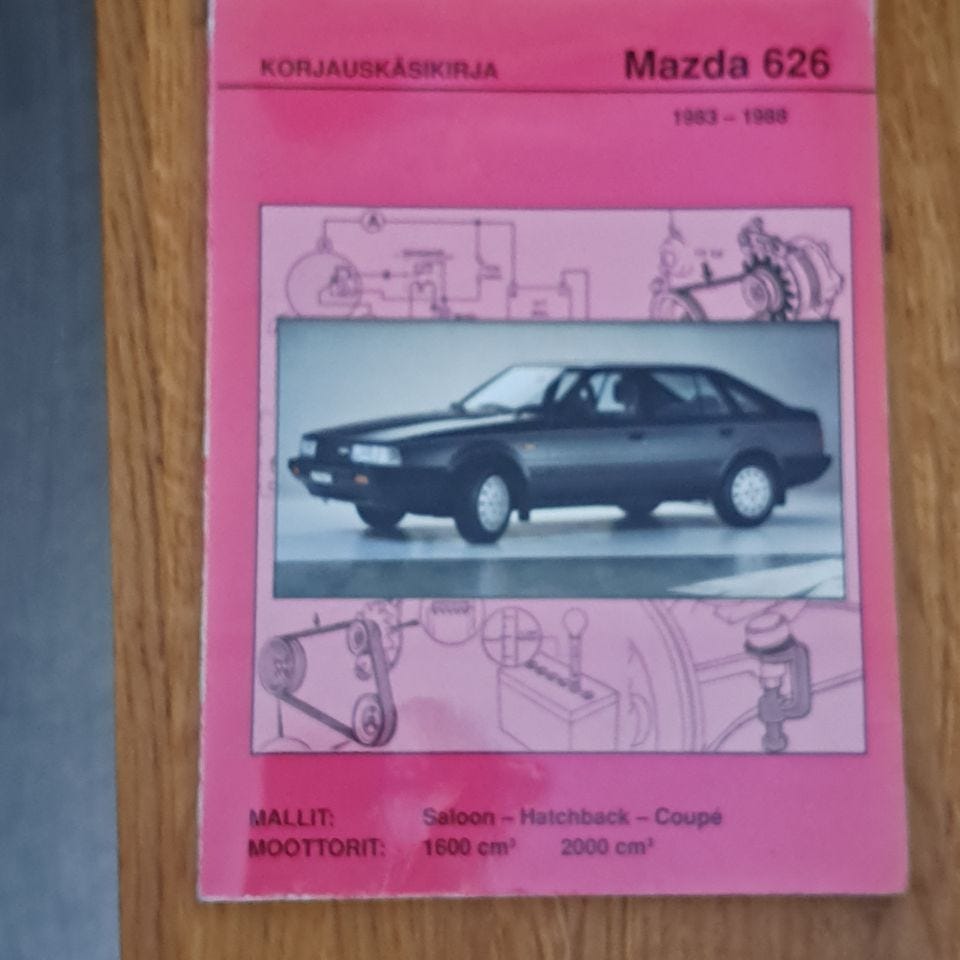 KORJAUSKÄSIKIRJA Mazda 626
1983 – 1988
A
MALLIT: Saloon – Hatchback – Coupé
MOOTTORIT: 1600 cm³ 2000 cm³